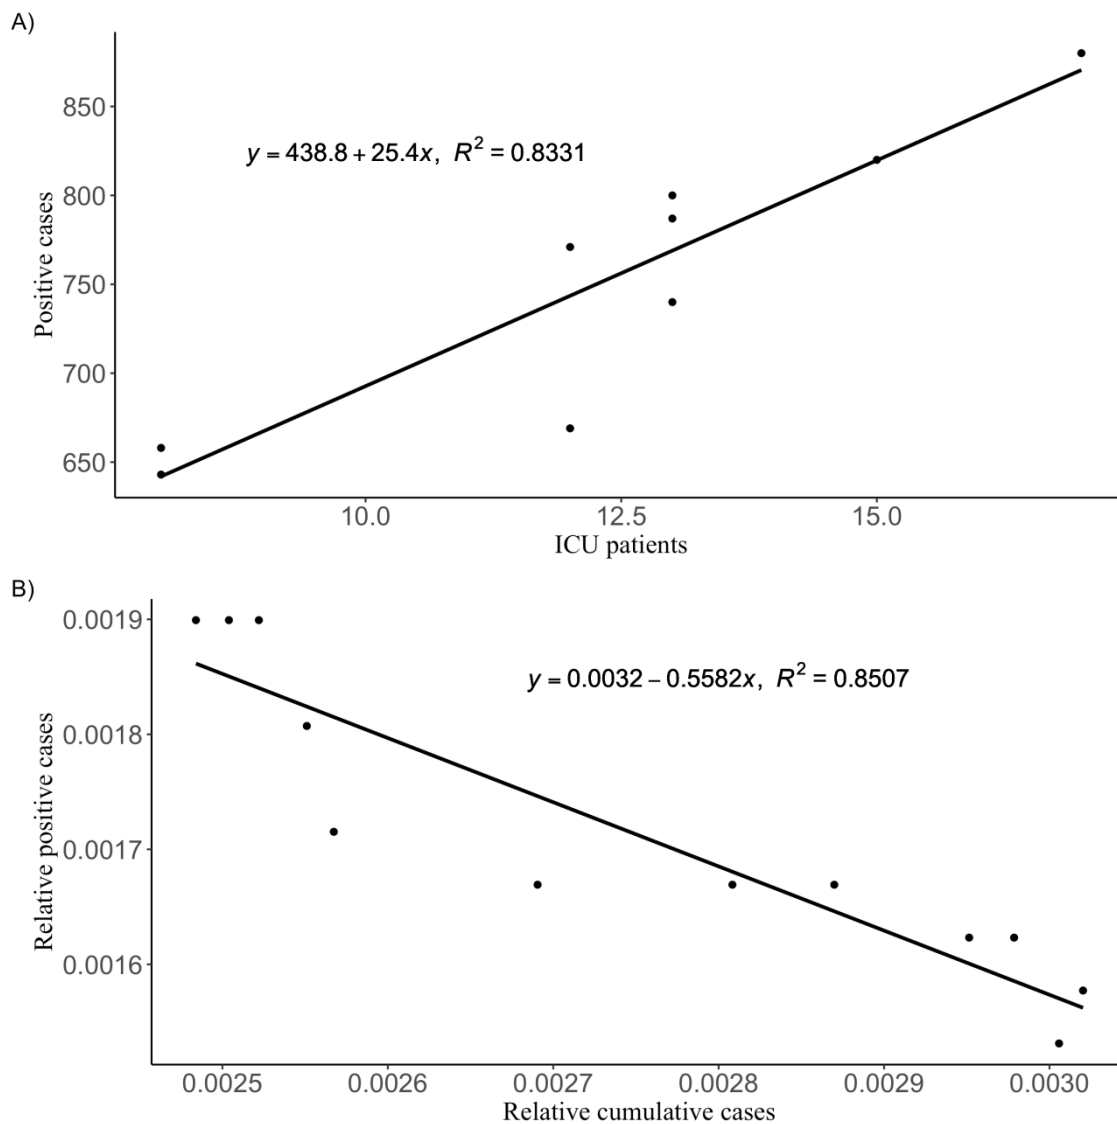 A)
850
800
750
700
650
Positive cases
y = 438.8 + 25.4x, R² = 0.8331
10.0 12.5 15.0
ICU patients
B)
0.0019
0.0018
0.0017
0.0016
Relative positive cases
y = 0.0032 − 0.5582x, R² = 0.8507
0.0025 0.0026 0.0027 0.0028 0.0029 0.0030
Relative cumulative cases